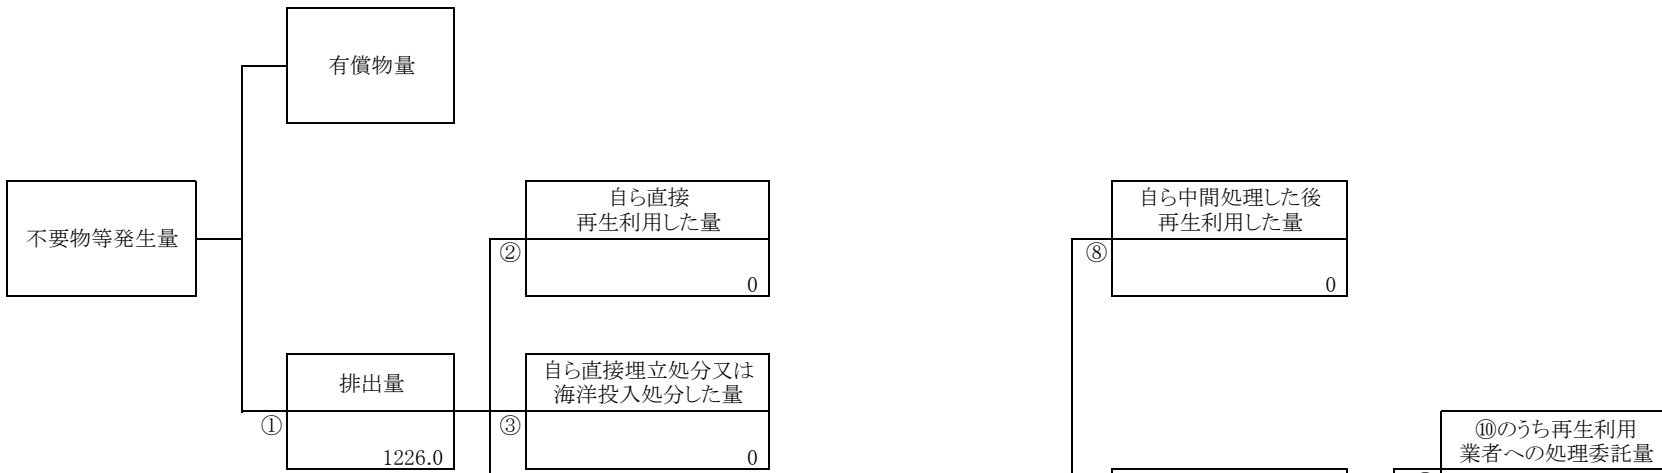 有償物量
不要物等発生量
自ら直接
再生利用した量
②
0
自ら中間処理した後
再生利用した量
⑧
0
排出量
①
1226.0
自ら直接埋立処分又は
海洋投入処分した量
③
0
⑩のうち再生利用
業者への処理委託量